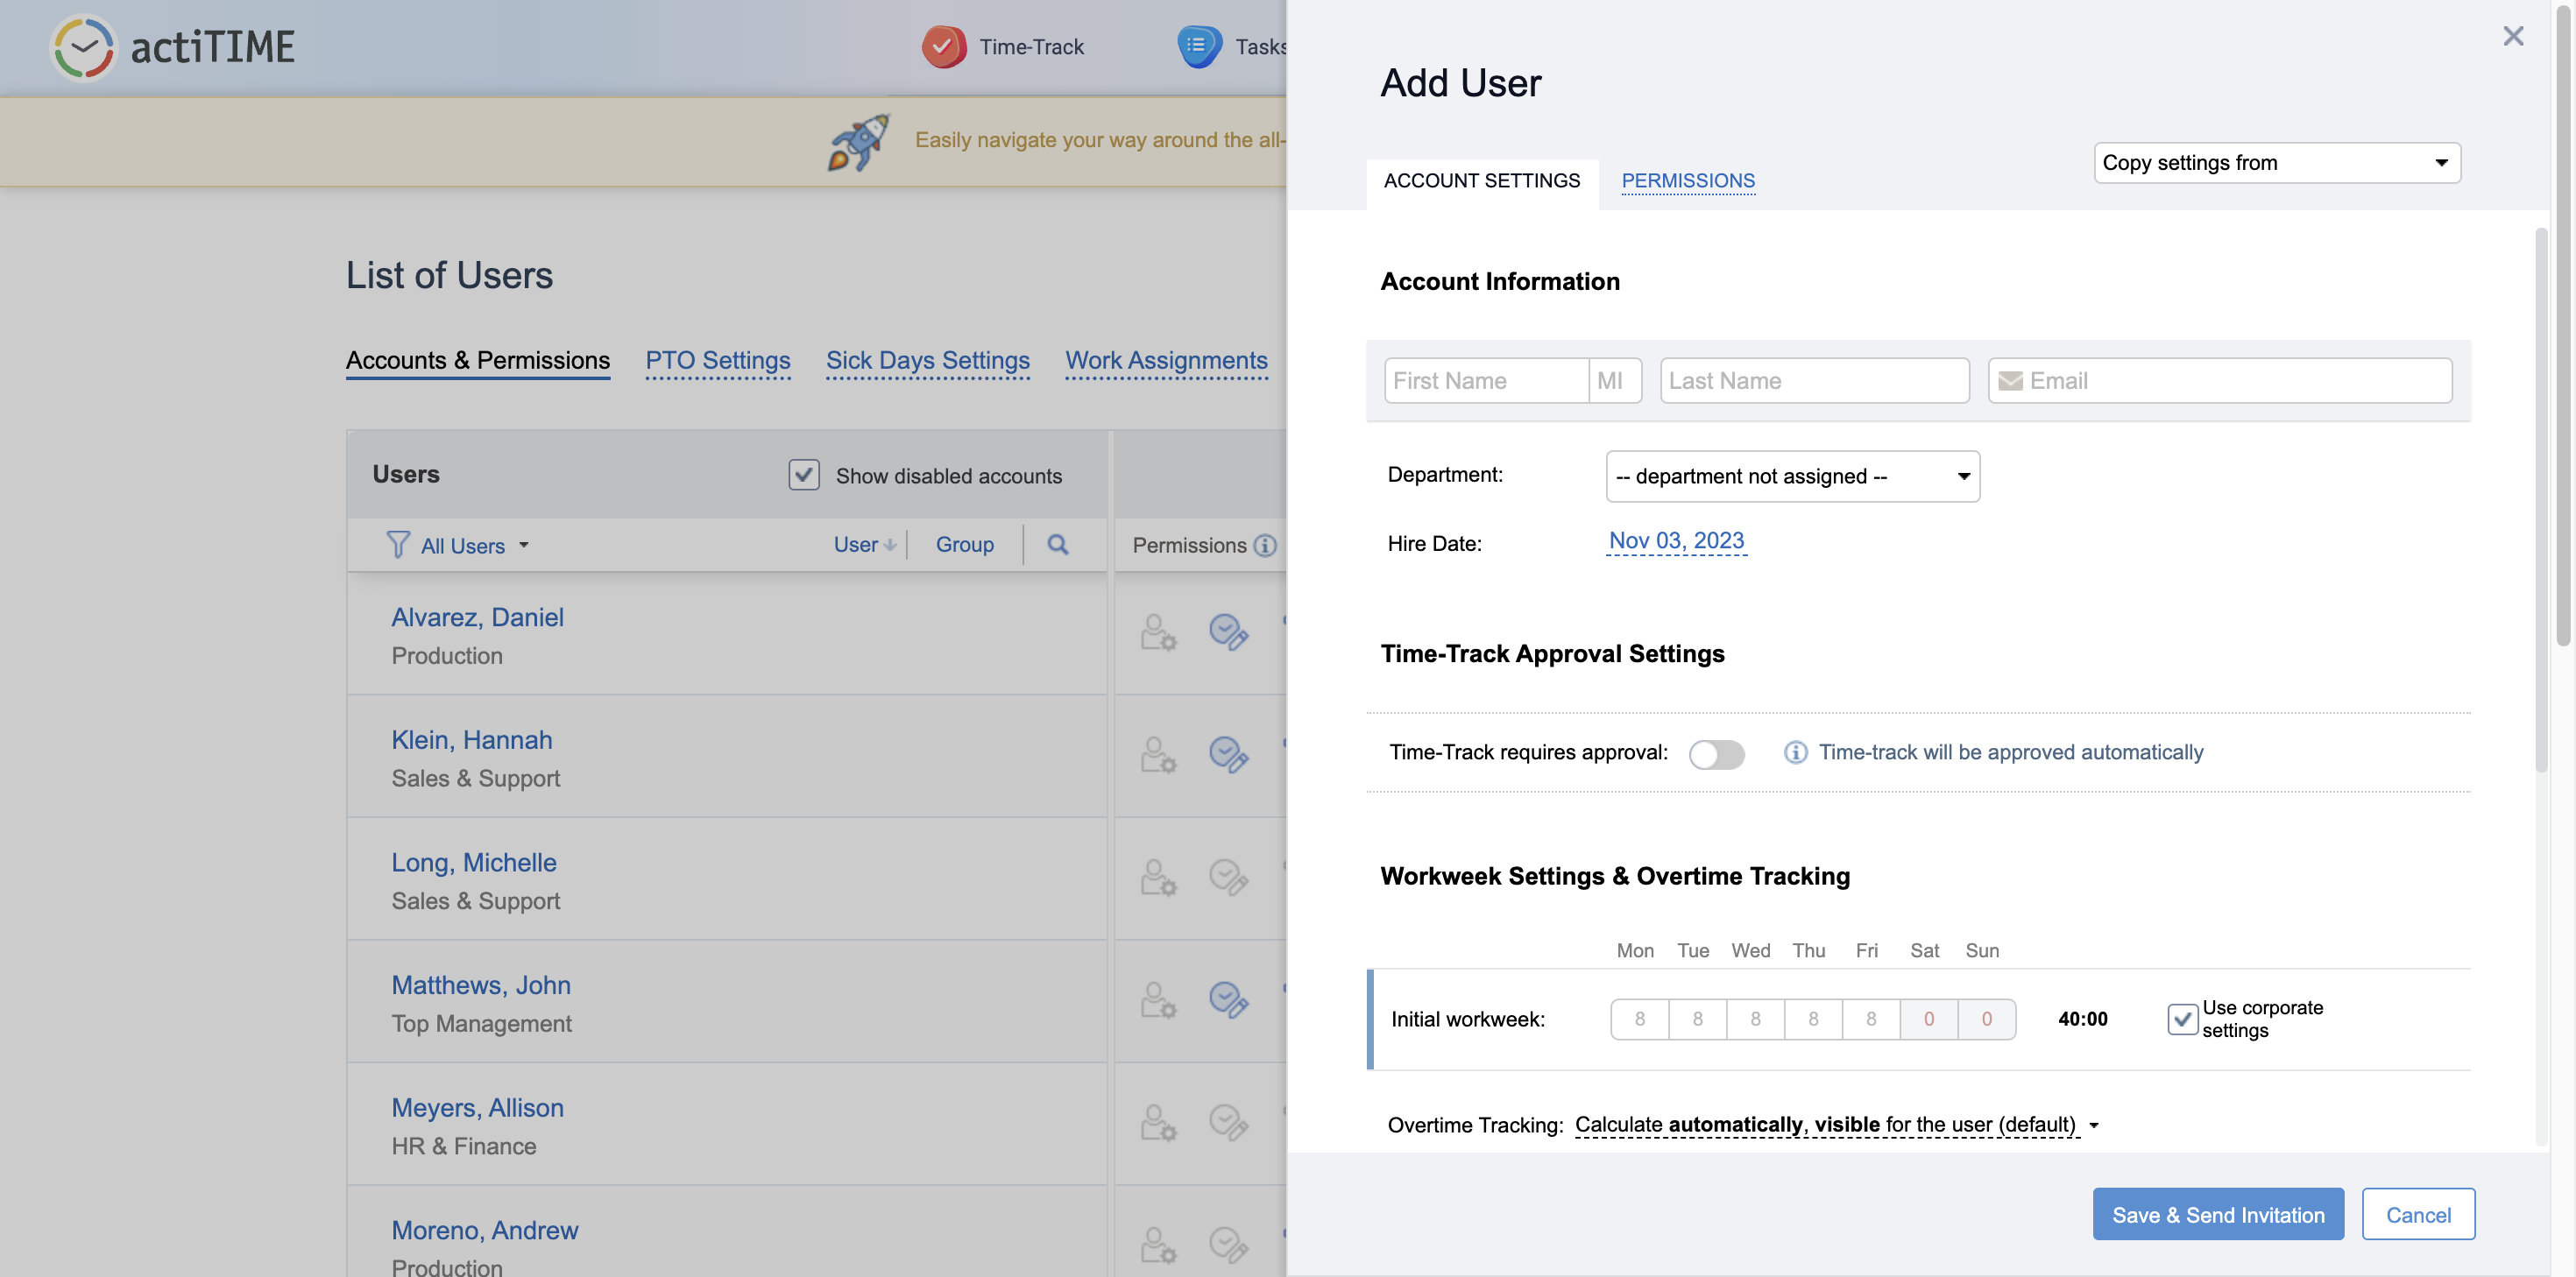 actiTIME
Time-Track
Tasks
Easily navigate your way around the all-
List of Users
Accounts & Permissions
PTO Settings
Sick Days Settings
Work Assignments
Users
Show disabled accounts
All Users
User
Group
Permissions
Alvarez, Daniel
Production
Klein, Hannah
Sales & Support
Long, Michelle
Sales & Support
Matthews, John
Top Management
Meyers, Allison
HR & Finance
Moreno, Andrew
Production
Add User
Copy settings from
ACCOUNT SETTINGS
PERMISSIONS
Account Information
First Name
MI
Last Name
Email
Department:
-- department not assigned --
Hire Date:
Nov 03, 2023
Time-Track Approval Settings
Time-Track requires approval:
Time-track will be approved automatically
Workweek Settings & Overtime Tracking
Mon Tue Wed Thu Fri Sat Sun
Initial workweek:
8 8 8 8 8 0 0
40:00
Use corporate
settings
Overtime Tracking:
Calculate automatically, visible for the user (default)
Save & Send Invitation
Cancel